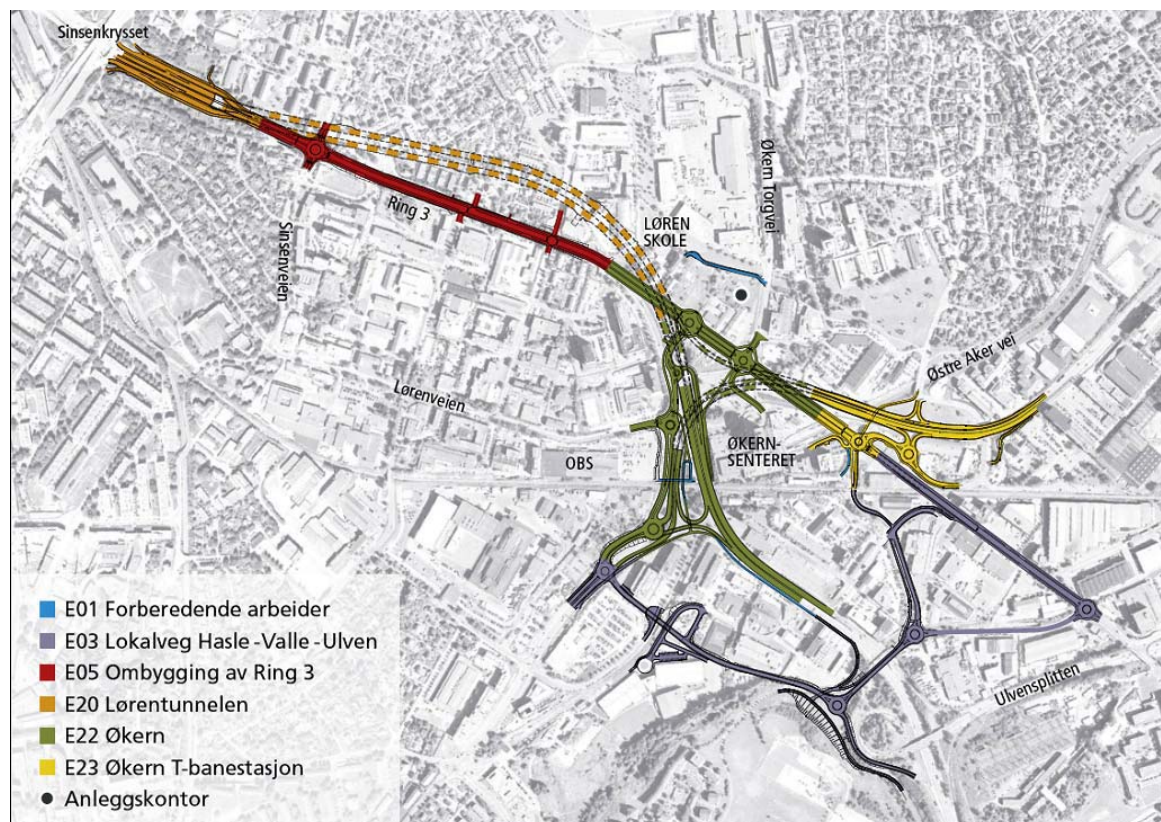 Sinsenkrysset
Ring 3
Sinsenveien
LØREN
SKOLE
Økern Torgvei
Østre Aker vei
Lørenveien
OBS
ØKERN-
SENTERET
Ulvensplitten
E01 Forberedende arbeider
E03 Lokalveg Hasle -Valle -Ulven
E05 Ombygging av Ring 3
E20 Lørentunnelen
E22 Økern
E23 Økern T-banestasjon
Anleggskontor